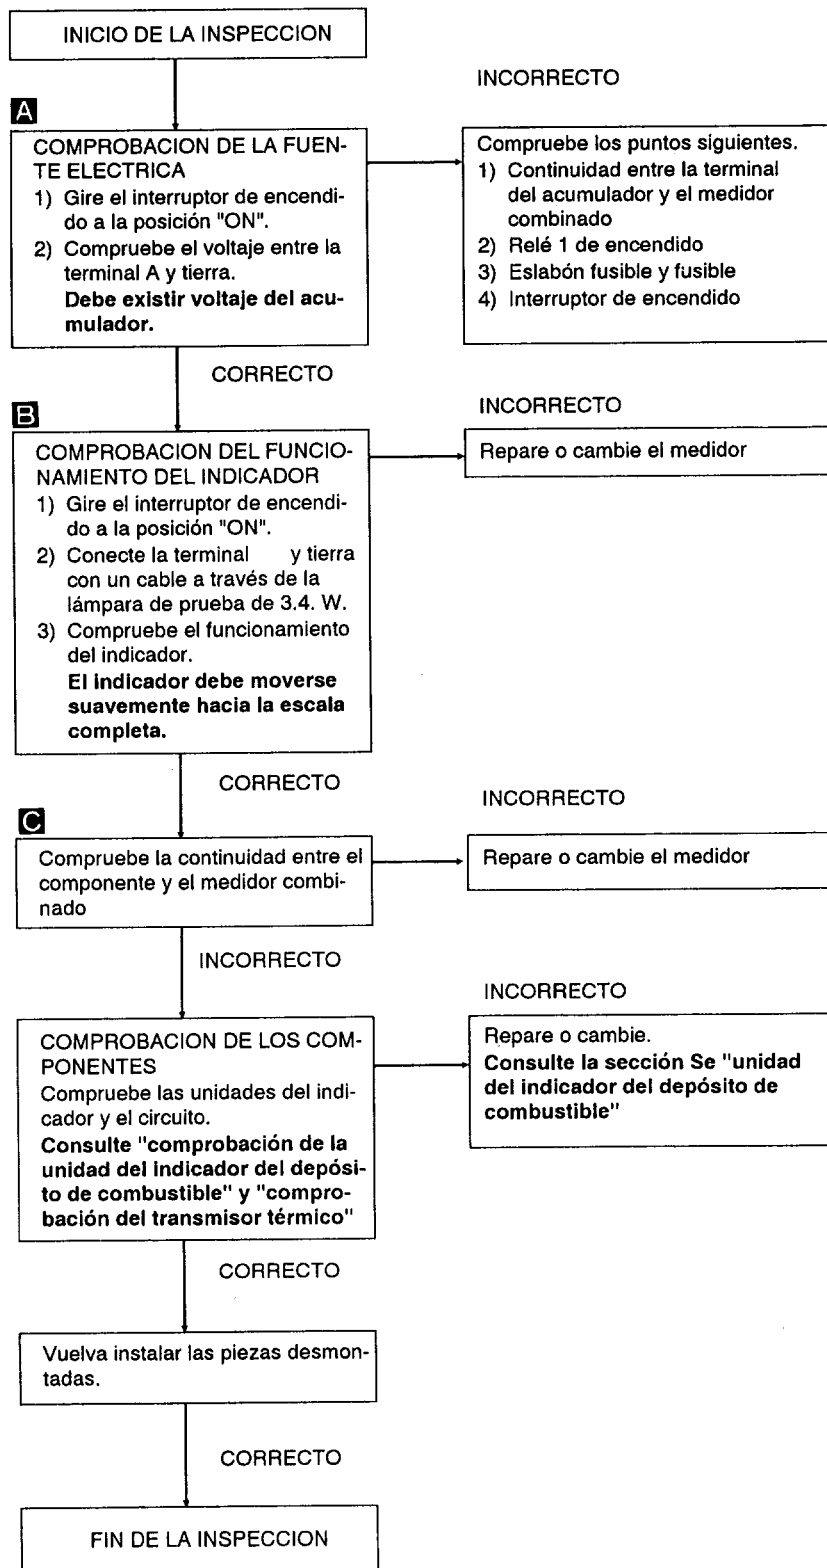 INICIO DE LA INSPECCION
INCORRECTO
A
COMPROBACION DE LA FUEN-
TE ELECTRICA
1) Gire el interruptor de encendi-
do a la posición "ON".
2) Compruebe el voltaje entre la
terminal A y tierra.
Debe existir voltaje del acu-
mulador.
Compruebe los puntos siguientes.
1) Continuidad entre la terminal
del acumulador y el medidor
combinado
2) Relé 1 de encendido
3) Eslabón fusible y fusible
4) Interruptor de encendido
CORRECTO
B
INCORRECTO
COMPROBACION DEL FUNCIO-
NAMIENTO DEL INDICADOR
1) Gire el interruptor de encendi-
do a la posición "ON".
2) Conecte la terminal y tierra
con un cable a través de la
lámpara de prueba de 3.4. W.
3) Compruebe el funcionamiento
del indicador.
El indicador debe moverse
suavemente hacia la escala
completa.
Repare o cambie el medidor
CORRECTO
INCORRECTO
C
Compruebe la continuidad entre el
componente y el medidor combi-
nado
Repare o cambie el medidor
INCORRECTO
INCORRECTO
COMPROBACION DE LOS COM-
PONENTES
Compruebe las unidades del indi-
cador y el circuito.
Consulte "comprobación de la
unidad del indicador del depósi-
to de combustible" y "compro-
bación del transmisor térmico"
Repare o cambie.
Consulte la sección Se "unidad
del indicador del depósito de
combustible"
CORRECTO
Vuelva instalar las piezas desmon-
tadas.
CORRECTO
FIN DE LA INSPECCION